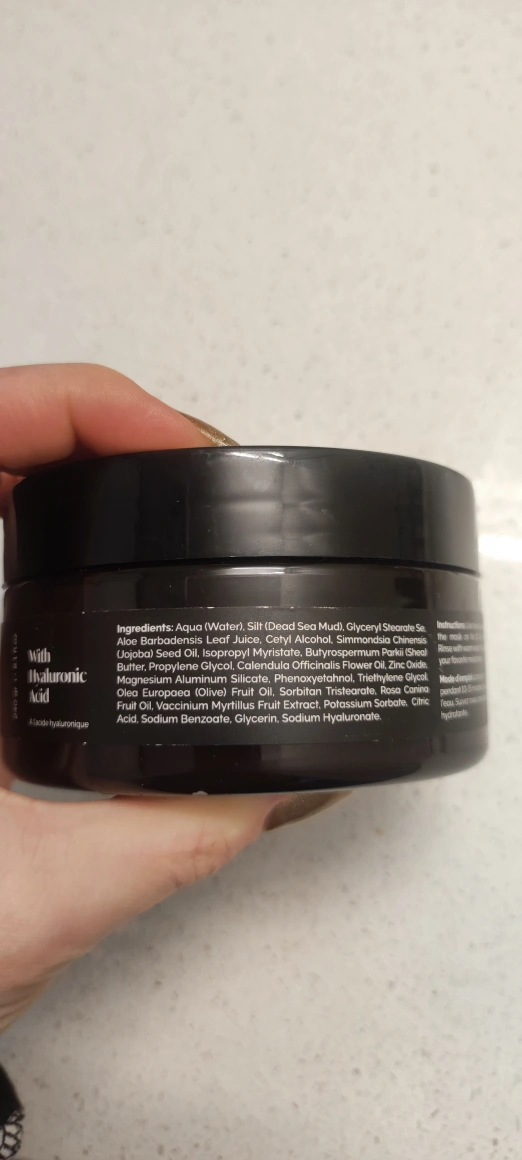 With
Hyaluronic
Acid
À l'acide hyaluronique
Ingredients: Aqua (Water), Silt (Dead Sea Mud), Glyceryl Stearate Se,
Aloe Barbadensis Leaf Juice, Cetyl Alcohol, Simmondsia Chinensis
(Jojoba) Seed Oil, Isopropyl Myristate, Butyrospermum Parkii (Shea)
Butter, Propylene Glycol, Calendula Officinalis Flower Oil, Zinc Oxide,
Magnesium Aluminum Silicate, Phenoxyetahnol, Triethylene Glycol,
Olea Europaea (Olive) Fruit Oil, Sorbitan Tristearate, Rosa Canina
Fruit Oil, Vaccinium Myrtillus Fruit Extract, Potassium Sorbate, Citric
Acid, Sodium Benzoate, Glycerin, Sodium Hyaluronate.
Instructions:
the mask
Rinse with
your favorite
Mode d'emploi:
pendant
l'eau.
hydratante.